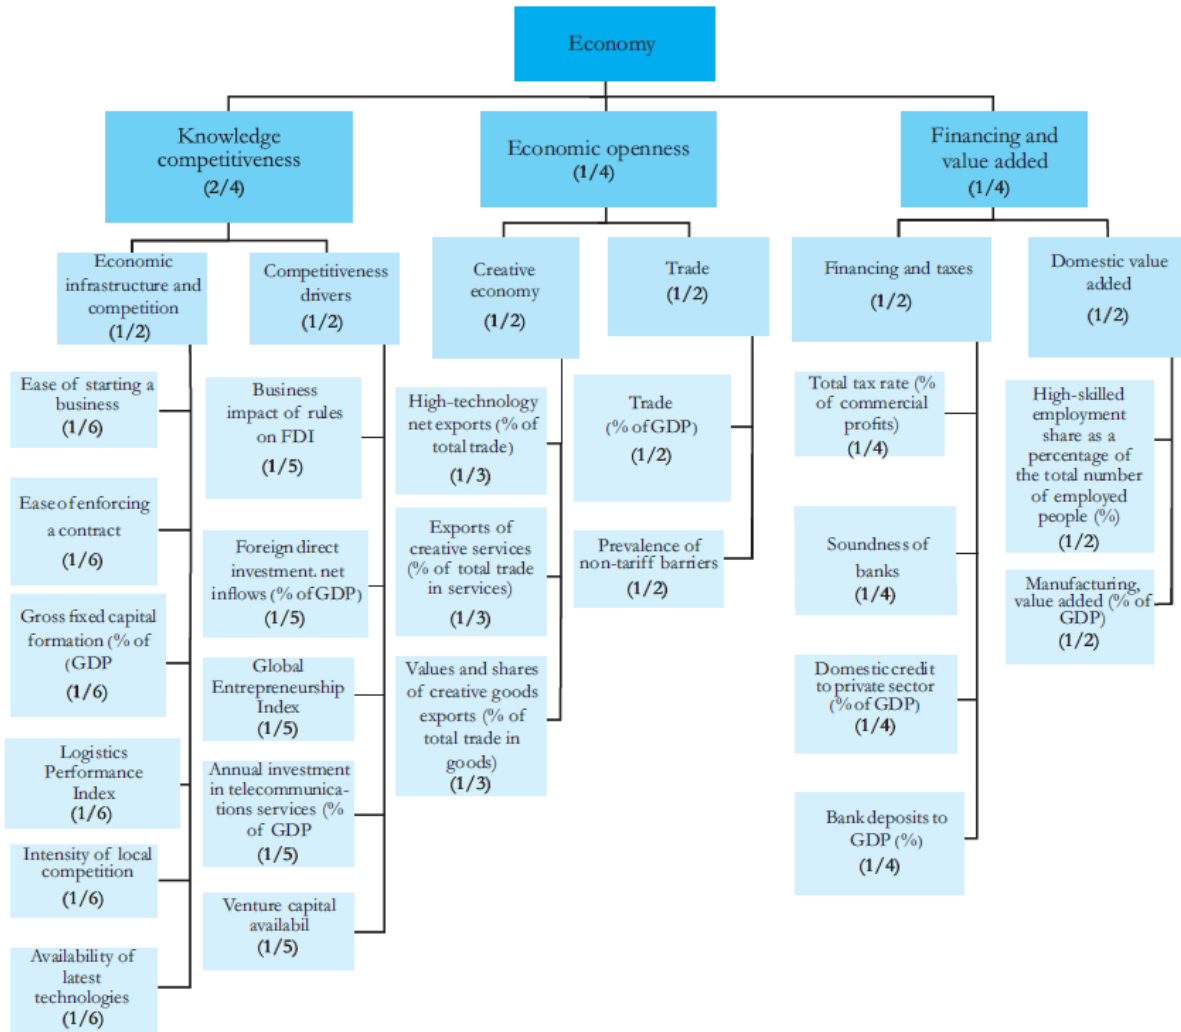 Economy
Knowledge
competitiveness
(2/4)
Economic openness
(1/4)
Financing and
value added
(1/4)
Economic
infrastructure and
competition
(1/2)
Competitiveness
drivers
(1/2)
Creative
economy
(1/2)
Trade
(1/2)
Financing and taxes
(1/2)
Domestic value
added
(1/2)
Ease of starting a
business
(1/6)
Ease of enforcing
a contract
(1/6)
Gross fixed capital
formation (% of
(GDP
(1/6)
Logistics
Performance
Index
(1/6)
Intensity of local
competition
(1/6)
Availability of
latest
technologies
(1/6)
Business
impact of rules
on FDI
(1/5)
Foreign direct
investment. net
inflows (% of GDP)
(1/5)
Global
Entrepreneurship
Index
(1/5)
Annual investment
in telecommunica-
tions services (%
of GDP
(1/5)
Venture capital
availabil
(1/5)
High-technology
net exports (% of
total trade)
(1/3)
Exports of
creative services
(% of total trade
in services)
(1/3)
Values and shares
of creative goods
exports (% of
total trade in
goods)
(1/3)
Trade
(% of GDP)
(1/2)
Prevalence of
non-tariff barriers
(1/2)
Total tax rate (%
of commercial
profits)
(1/4)
Soundness of
banks
(1/4)
Domestic credit
to private sector
(% of GDP)
(1/4)
Bank deposits to
GDP (%)
(1/4)
High-skilled
employment
share as a
percentage of
the total number
of employed
people (%)
(1/2)
Manufacturing,
value added (% of
GDP)
(1/2)